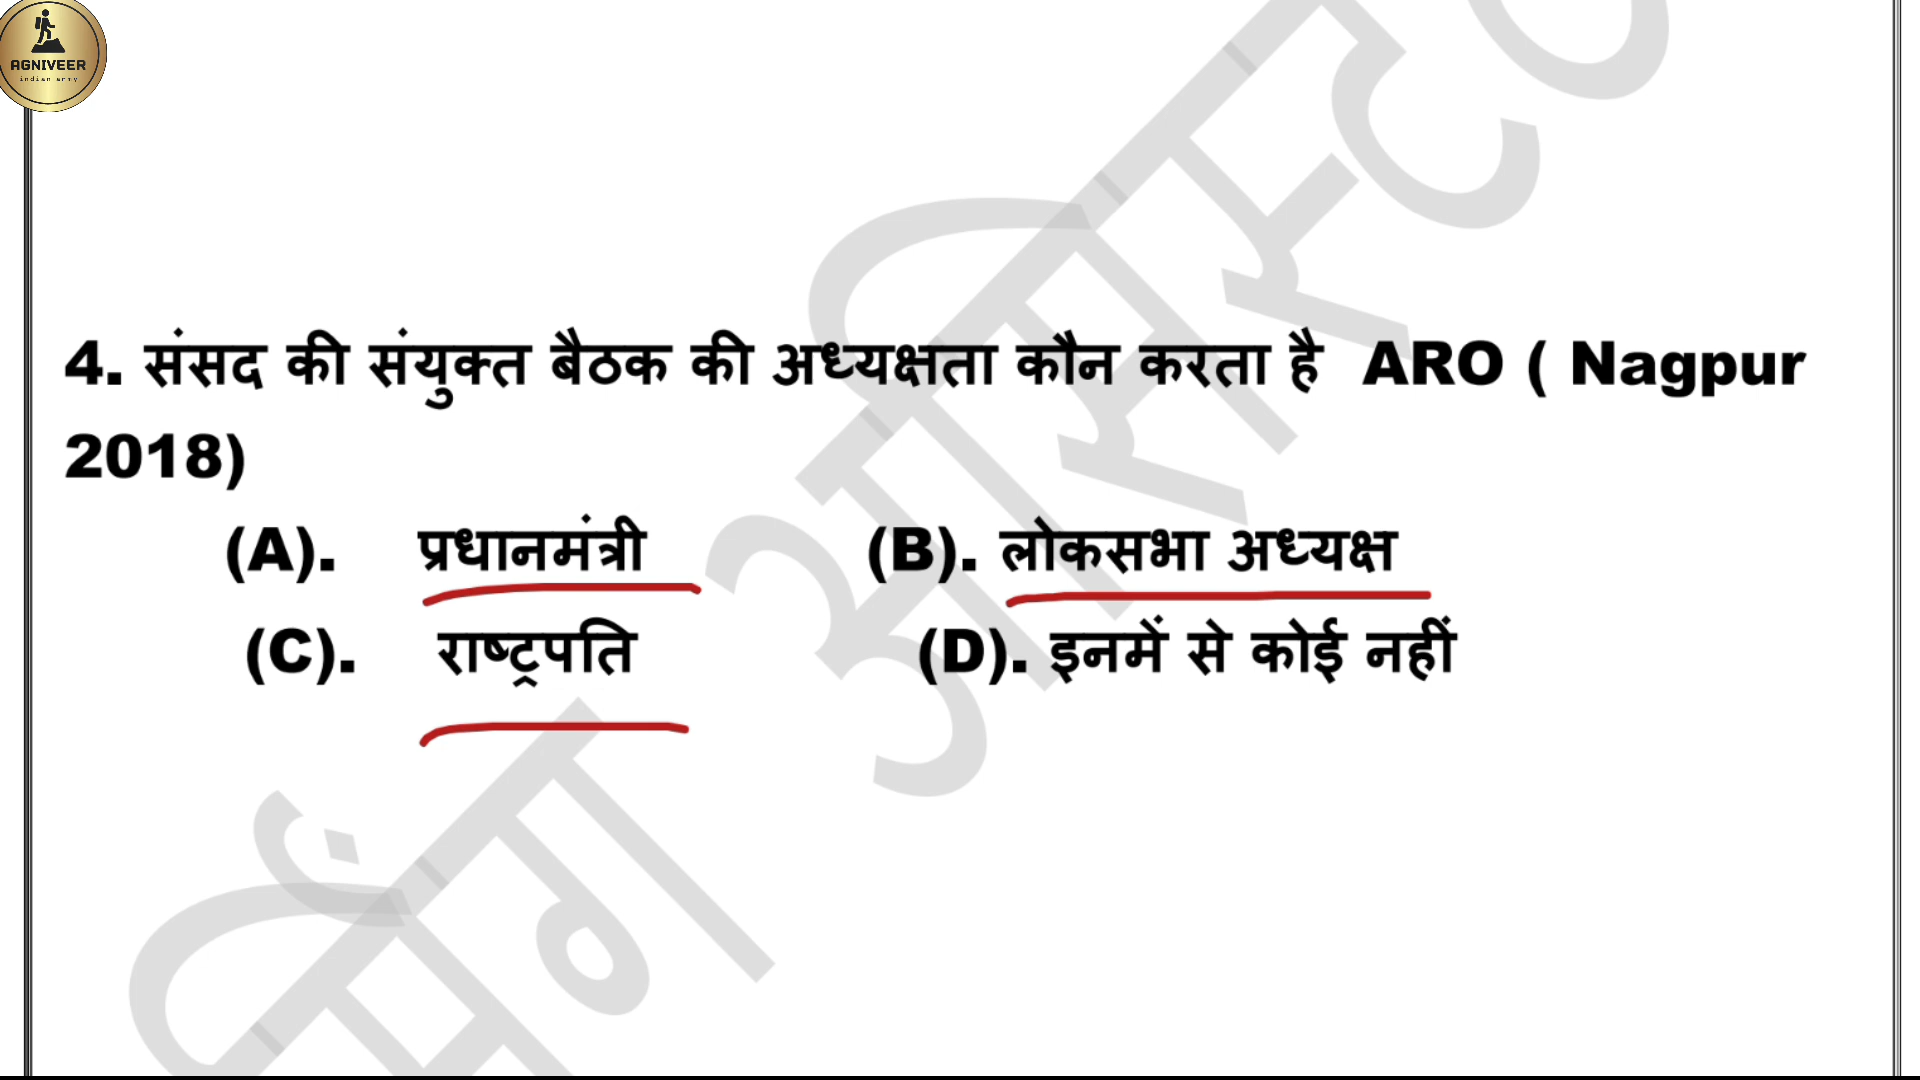 AGNIVEER
indian army
4. संसद की संयुक्त बैठक की अध्यक्षता कौन करता है ARO ( Nagpur
2018)
(A). प्रधानमंत्री (B). लोकसभा अध्यक्ष
(C). राष्ट्रपति (D). इनमें से कोई नहीं